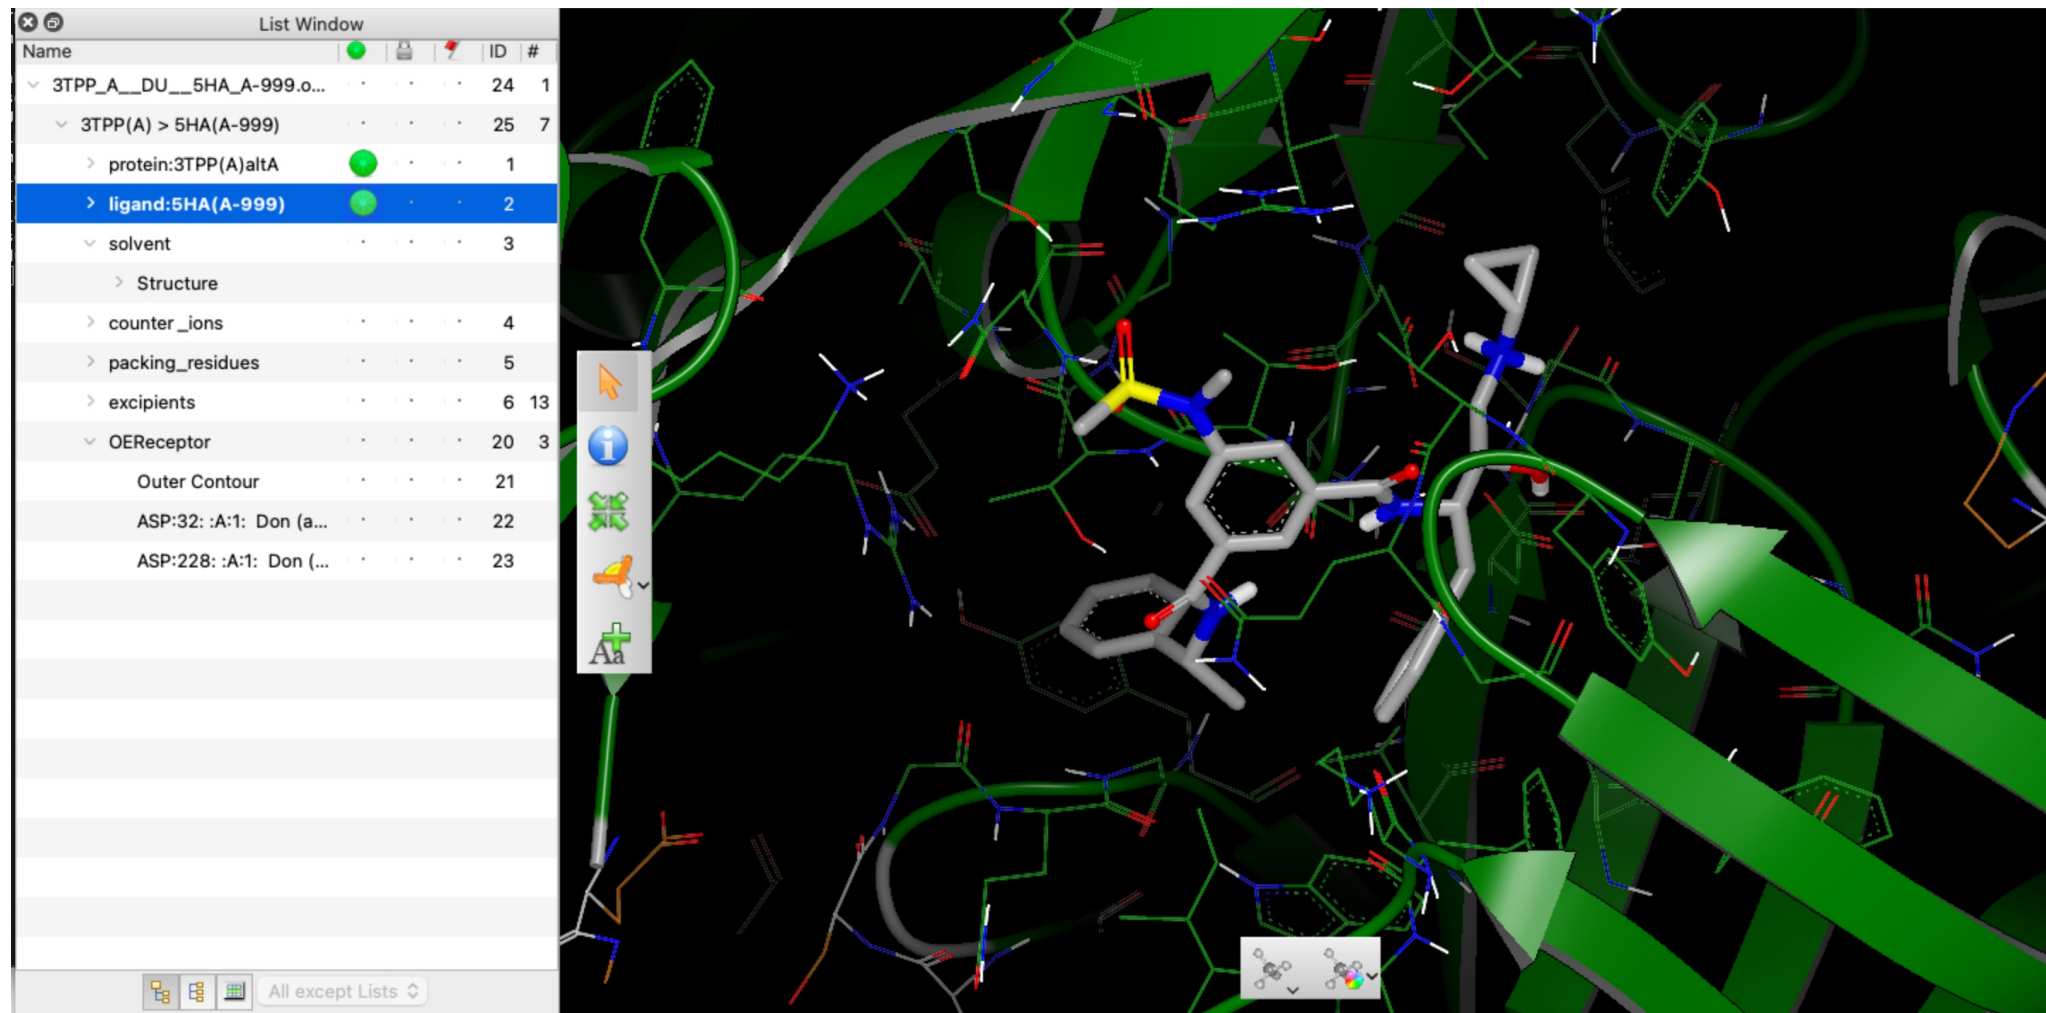 List Window
Name ID #
3TPP_A__DU__5HA_A-999.o... 24 1
3TPP(A) > 5HA(A-999) 25 7
protein:3TPP(A)altA 1
ligand:5HA(A-999) 2
solvent 3
Structure
counter_ions 4
packing_residues 5
excipients 6 13
OEReceptor 20 3
Outer Contour 21
ASP:32: :A:1: Don (a... 22
ASP:228: :A:1: Don (... 23
Aa
All except Lists